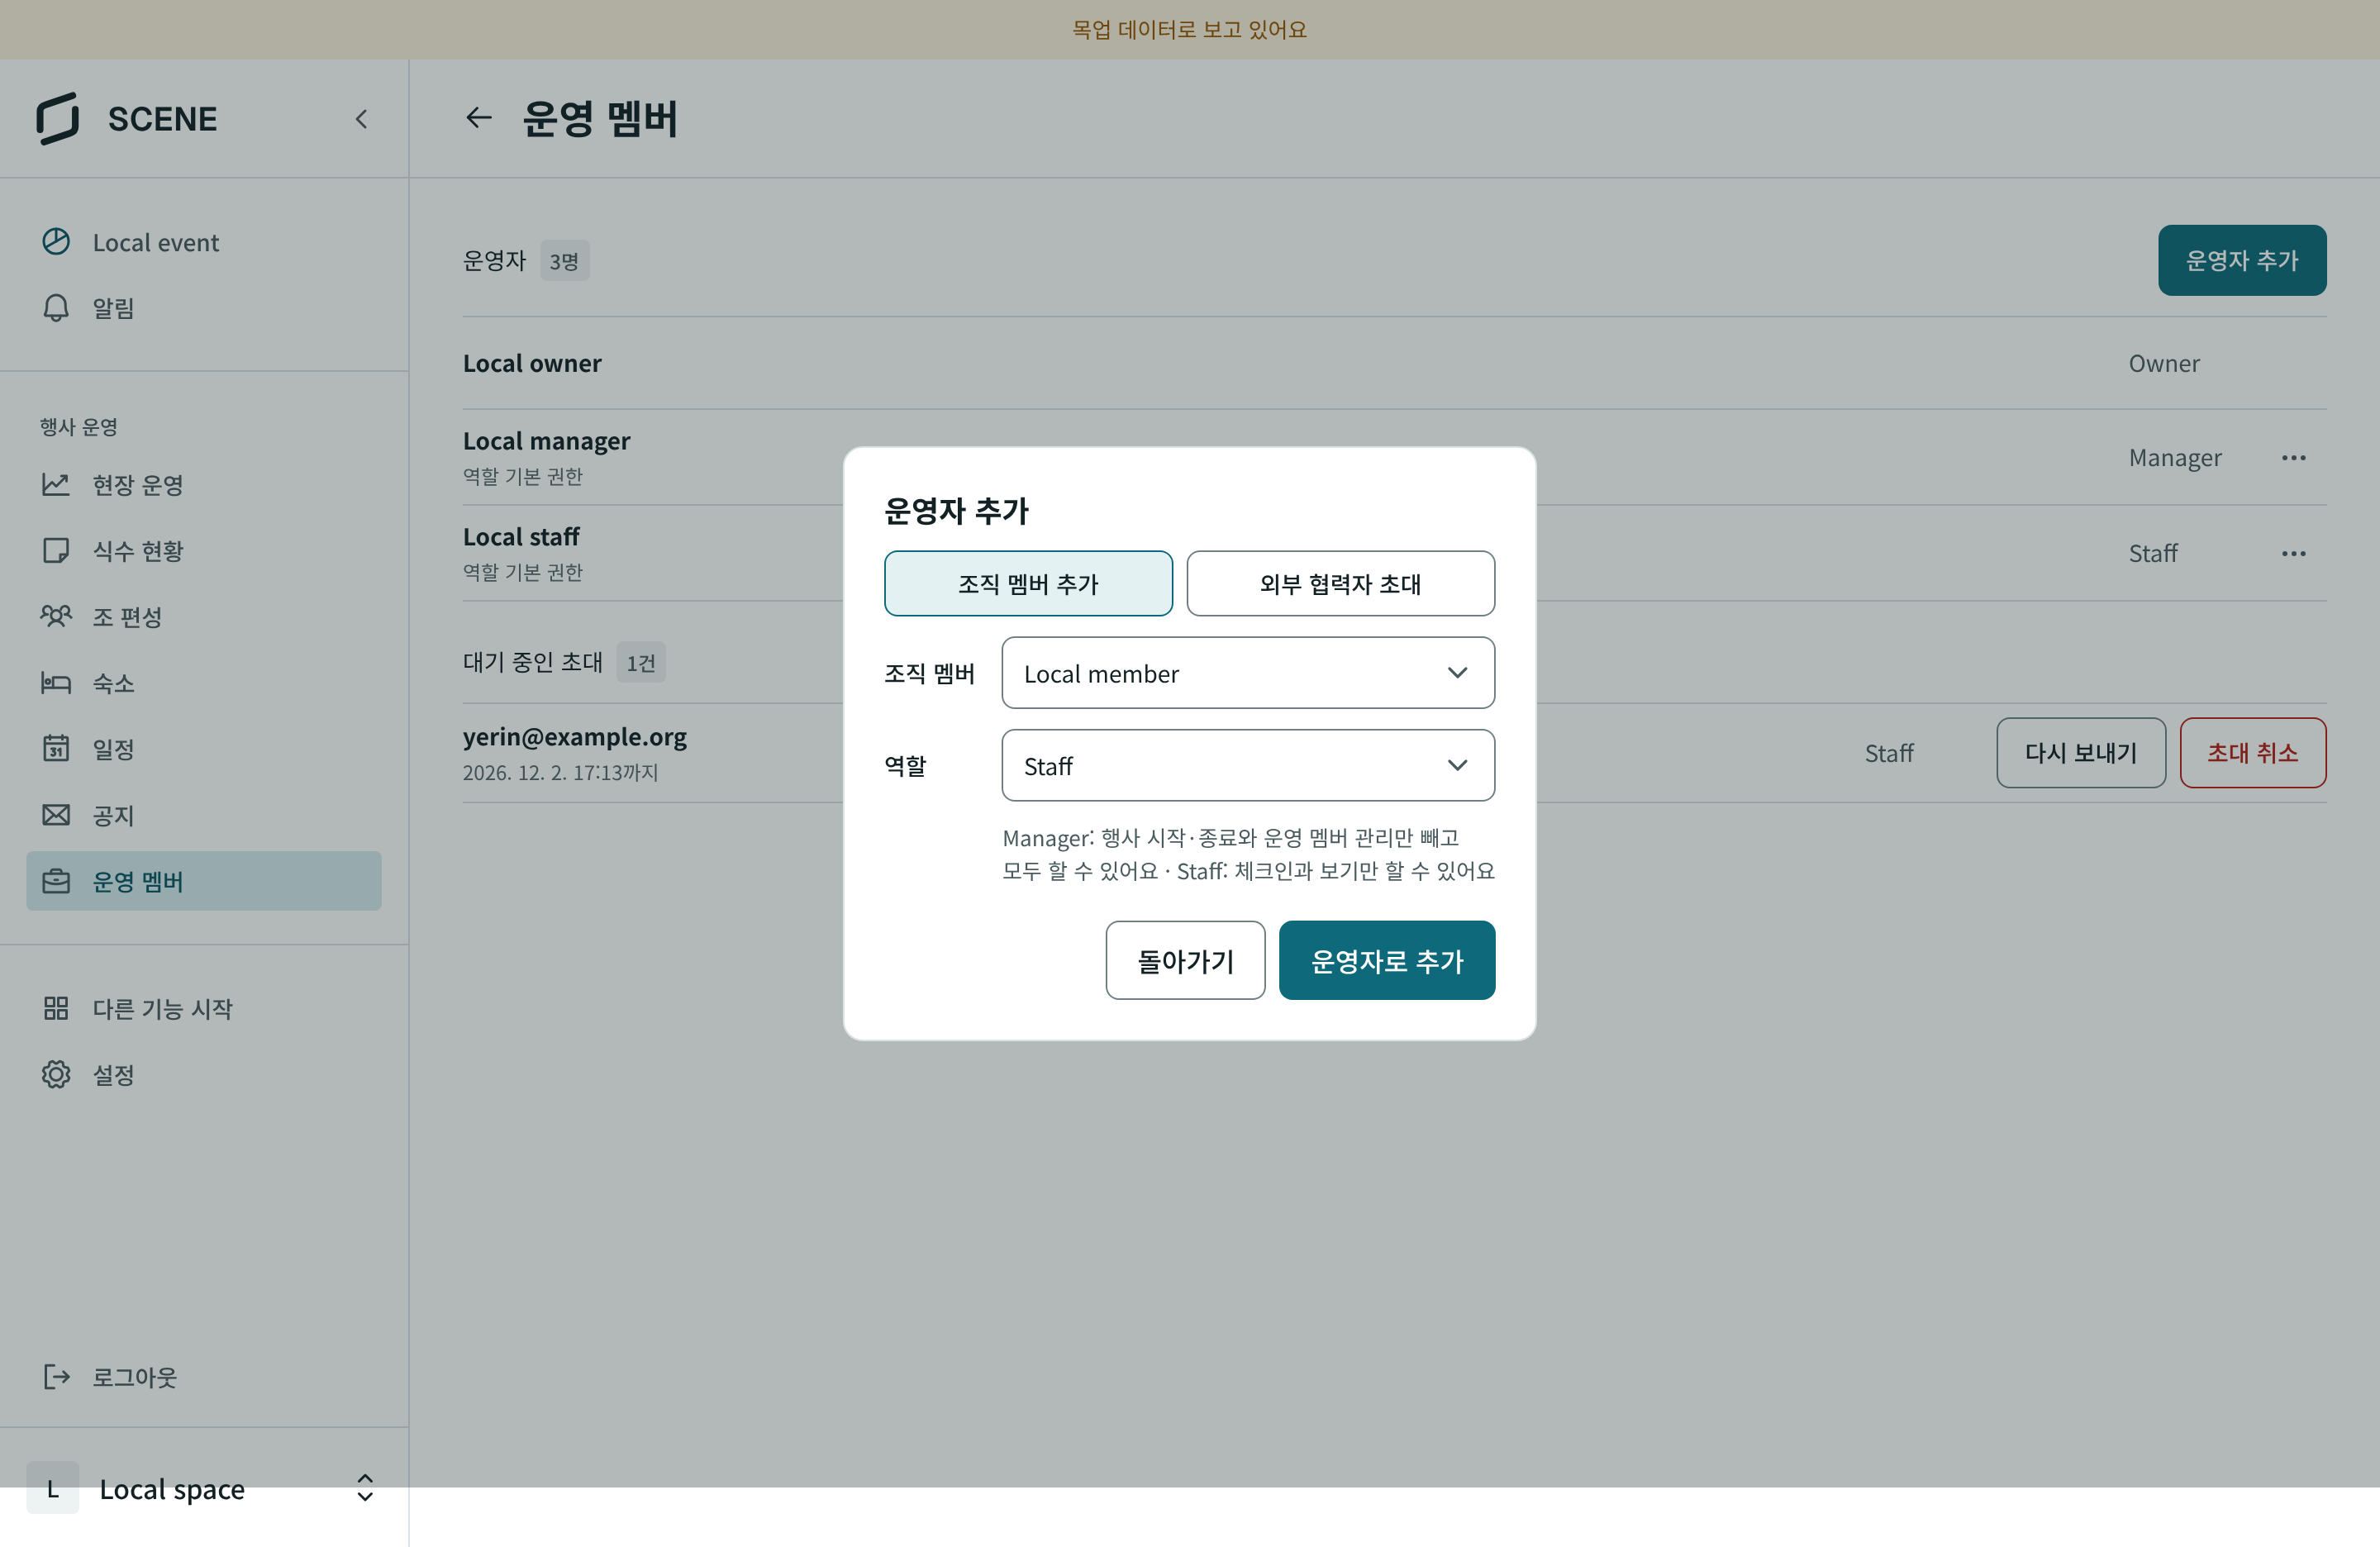 목업 데이터로 보고 있어요
SCENE
운영 멤버
Local event
알림
행사 운영
현장 운영
식수 현황
조 편성
숙소
31
일정
공지
운영 멤버
다른 기능 시작
설정
로그아웃
L
Local space
운영자 3명
운영자 추가
Local owner
Owner
Local manager
역할 기본 권한
Manager
Local staff
역할 기본 권한
Staff
대기 중인 초대 1건
yerin@example.org
2026. 12. 2. 17:13까지
Staff
다시 보내기
초대 취소
운영자 추가
조직 멤버 추가
외부 협력자 초대
조직 멤버
Local member
역할
Staff
Manager: 행사 시작·종료와 운영 멤버 관리만 빼고
모두 할 수 있어요 · Staff: 체크인과 보기만 할 수 있어요
돌아가기
운영자로 추가